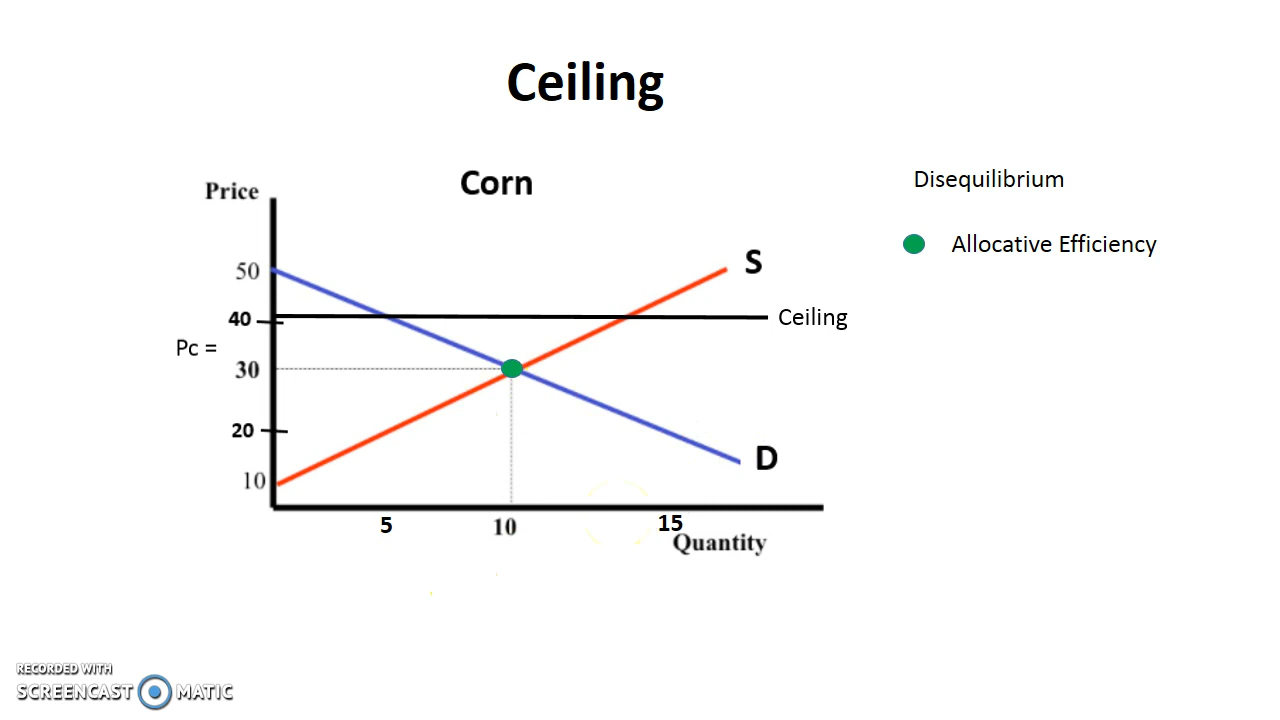 Ceiling
Corn
Price
Disequilibrium
Allocative Efficiency
S
50
40
Ceiling
Pc =
30
20
D
10
5
10
15
Quantity
RECORDED WITH
SCREENCAST MATIC